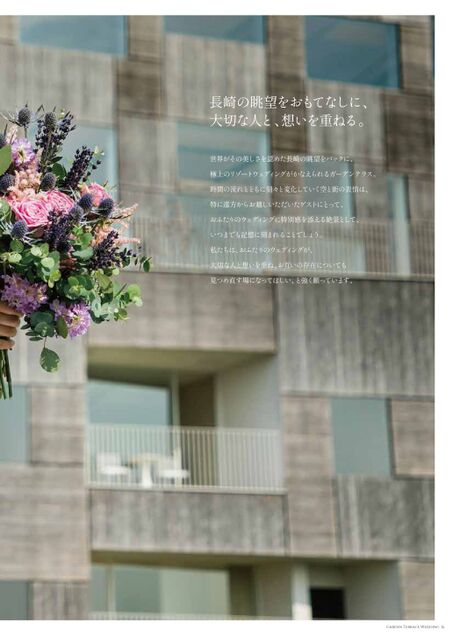 長崎の眺望をおもてなしに、
大切な人と、想いを重ねる。
世界がその美しさを認めた長崎の眺望をバックに、
極上のリゾートウェディングがかなえられるガーデンテラス。
時間の流れとともに刻々と変化していく空と街の表情は、
特に遠方からお越しいただいたゲストにとって、
おふたりのウェディングに特別感を添える絶景として、
いつまでも記憶に刻まれることでしょう。
私たちは、おふたりのウェディングが、
大切な人と想いを重ね、お互いの存在についても
見つめ直す場になってほしい、と強く願っています。
Garden Terrace Wedding